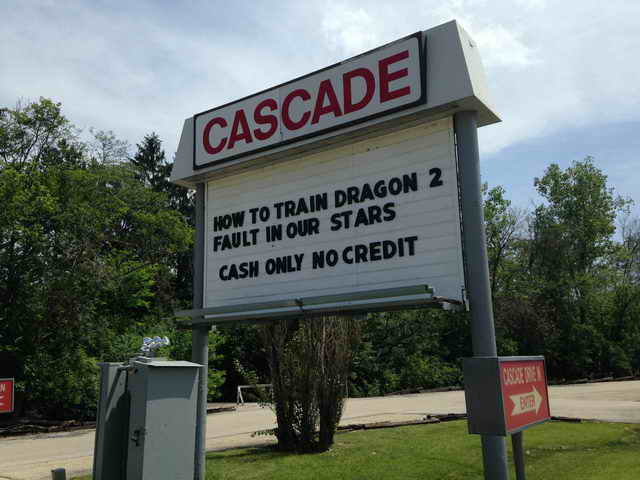 CASCADE
HOW TO TRAIN DRAGON 2
FAULT IN OUR STARS
CASH ONLY NO CREDIT
CASCADE DRIVE IN
ENTER